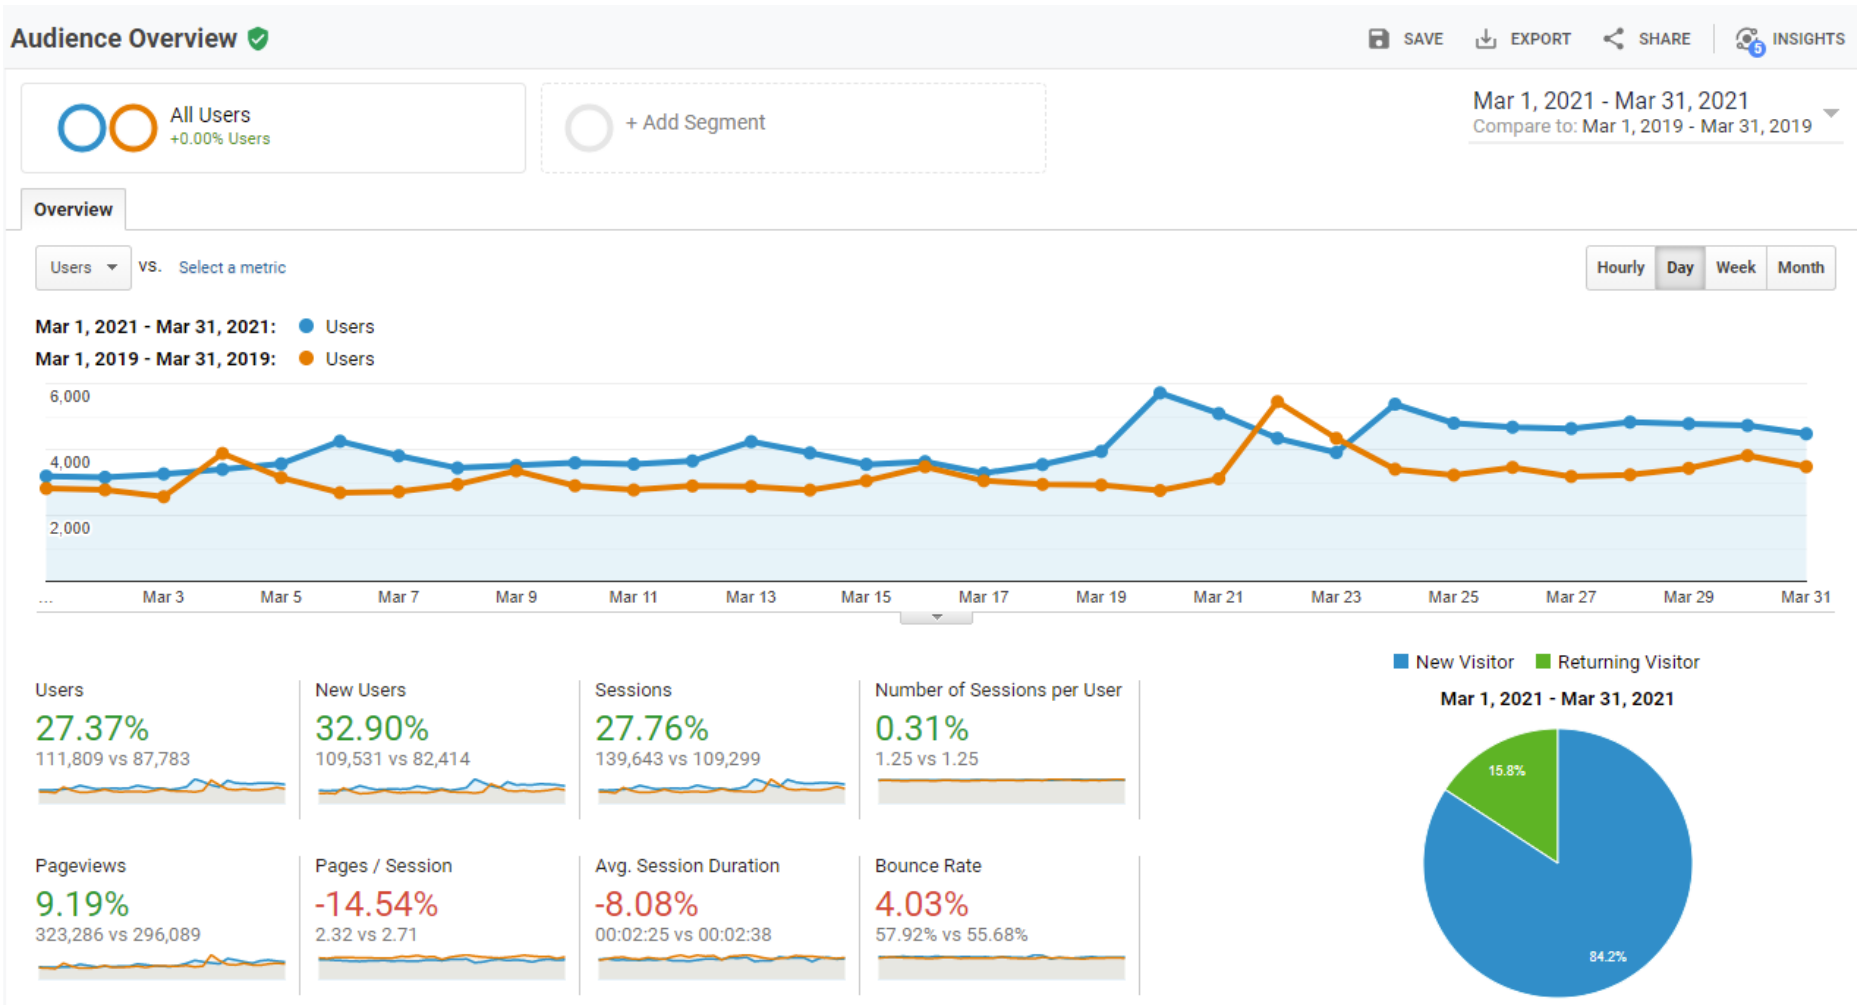 Audience Overview
SAVE
EXPORT
SHARE
5
INSIGHTS
All Users
+0.00% Users
+ Add Segment
Mar 1, 2021 - Mar 31, 2021
Compare to: Mar 1, 2019 - Mar 31, 2019
Overview
Users
VS.
Select a metric
Hourly
Day
Week
Month
Mar 1, 2021 - Mar 31, 2021: Users
Mar 1, 2019 - Mar 31, 2019: Users
6,000
4,000
2,000
...
Mar 3
Mar 5
Mar 7
Mar 9
Mar 11
Mar 13
Mar 15
Mar 17
Mar 19
Mar 21
Mar 23
Mar 25
Mar 27
Mar 29
Mar 31
Users
27.37%
111,809 vs 87,783
New Users
32.90%
109,531 vs 82,414
Sessions
27.76%
139,643 vs 109,299
Number of Sessions per User
0.31%
1.25 vs 1.25
Pageviews
9.19%
323,286 vs 296,089
Pages / Session
-14.54%
2.32 vs 2.71
Avg. Session Duration
-8.08%
00:02:25 vs 00:02:38
Bounce Rate
4.03%
57.92% vs 55.68%
New Visitor
Returning Visitor
Mar 1, 2021 - Mar 31, 2021
15.8%
84.2%